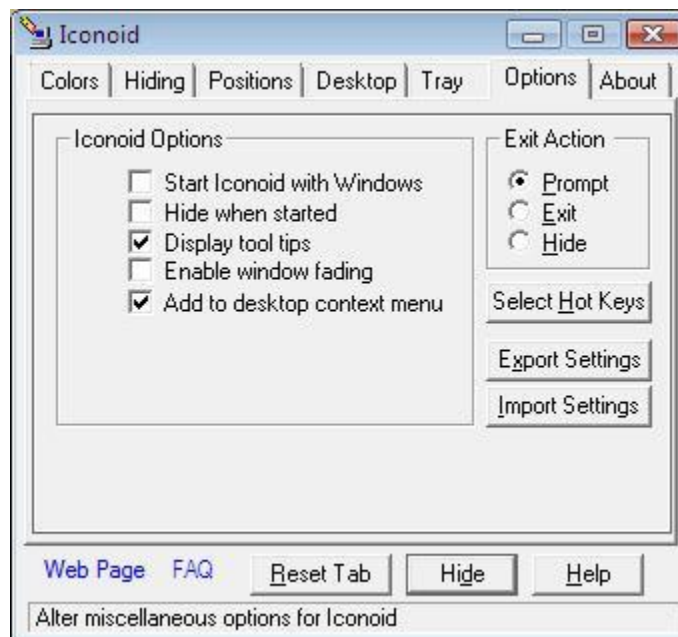 Iconoid
Colors Hiding Positions Desktop Tray Options About
Iconoid Options
Start Iconoid with Windows
Hide when started
Display tool tips
Enable window fading
Add to desktop context menu
Exit Action
Prompt
Exit
Hide
Select Hot Keys
Export Settings
Import Settings
Web Page FAQ Reset Tab Hide Help
Alter miscellaneous options for Iconoid